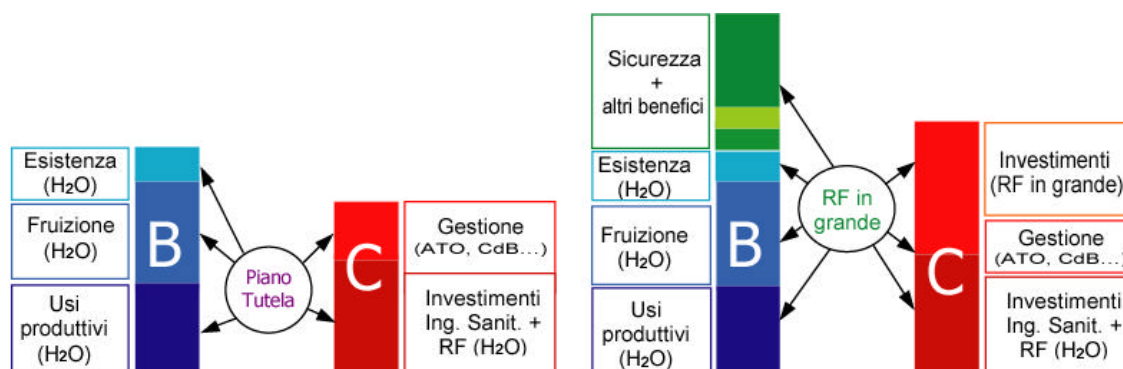 Esistenza
(H2O)
Fruizione
(H2O)
Usi
produttivi
(H2O)
B
Piano
Tutela
C
Gestione
(ATO, CdB...)
Investimenti
Ing. Sanit. +
RF (H2O)
Sicurezza
+
altri benefici
Esistenza
(H2O)
Fruizione
(H2O)
Usi
produttivi
(H2O)
B
RF in
grande
C
Investimenti
(RF in grande)
Gestione
(ATO, CdB...)
Investimenti
Ing. Sanit. +
RF (H2O)